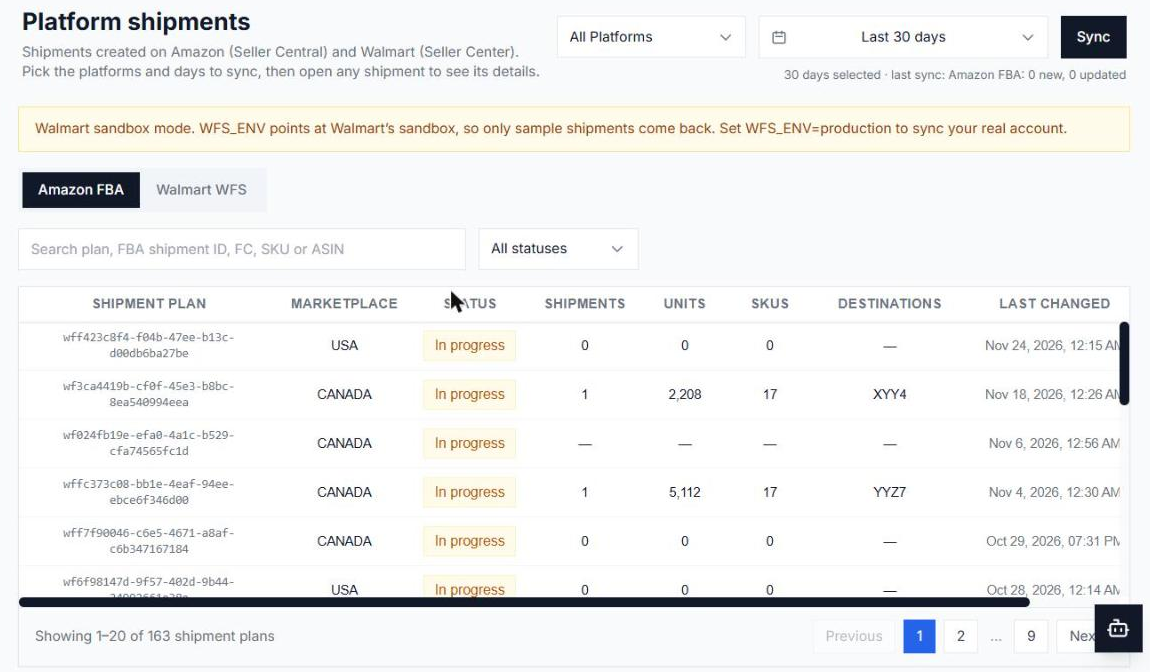 Platform shipments
Shipments created on Amazon (Seller Central) and Walmart (Seller Center).
Pick the platforms and days to sync, then open any shipment to see its details.
All Platforms
Last 30 days
Sync
30 days selected · last sync: Amazon FBA: 0 new, 0 updated
Walmart sandbox mode. WFS_ENV points at Walmart's sandbox, so only sample shipments come back. Set WFS_ENV=production to sync your real account.
Amazon FBA Walmart WFS
Search plan, FBA shipment ID, FC, SKU or ASIN
All statuses
SHIPMENT PLAN MARKETPLACE STATUS SHIPMENTS UNITS SKUS DESTINATIONS LAST CHANGED
wff423c8f4-f04b-47ee-b13c-
d00db6ba27be
USA In progress 0 0 0 — Nov 24, 2026, 12:15 AM
wf3ca4419b-cf0f-45e3-b8bc-
8ea540994eea
CANADA In progress 1 2,208 17 XYY4 Nov 18, 2026, 12:26 AM
wf024fb19e-efa0-4a1c-b529-
cfa74565fc1d
CANADA In progress — — — — Nov 6, 2026, 12:56 AM
wffc373c08-bb1e-4eaf-94ee-
ebce6f346d00
CANADA In progress 1 5,112 17 YYZ7 Nov 4, 2026, 12:30 AM
wff7f90046-c6e5-4671-a8af-
c6b347167184
CANADA In progress 0 0 0 — Oct 29, 2026, 07:31 PM
wf6f98147d-9f57-402d-9b44-
USA In progress 0 0 0 — Oct 28, 2026, 12:14 AM
Showing 1–20 of 163 shipment plans
Previous 1 2 ... 9 Nex